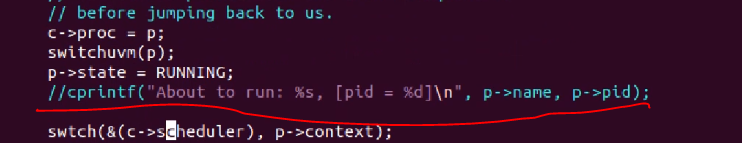 // before jumping back to us.
c->proc = p;
switchuvm(p);
p->state = RUNNING;
//cprintf("About to run: %s, [pid = %d]\n", p->name, p->pid);
swtch(&(c->scheduler), p->context);